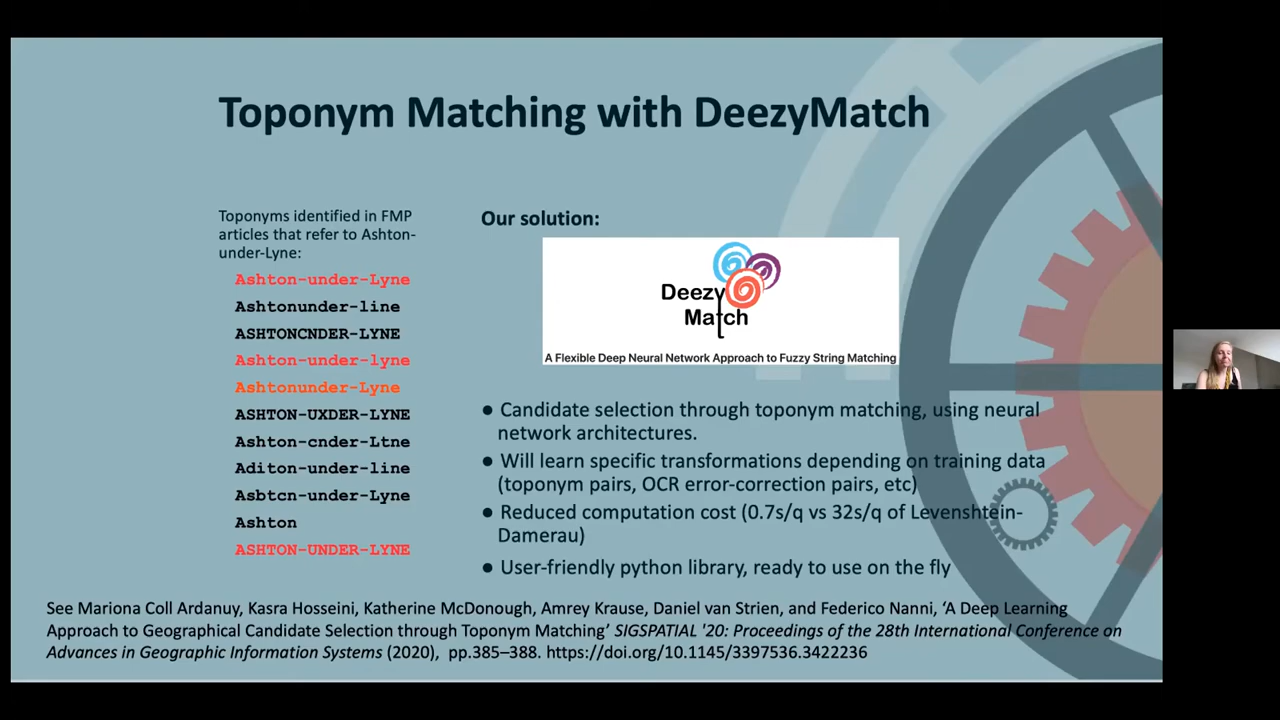 Toponym Matching with DeezyMatch
Toponyms identified in FMP
articles that refer to Ashton-
under-Lyne:
Ashton-under-Lyne
Ashtonunder-line
ASHTONCNDER-LYNE
Ashton-under-lyne
Ashtonunder-Lyne
ASHTON-UXDER-LYNE
Ashton-cnder-Ltne
Aditon-under-line
Asbtcn-under-Lyne
Ashton
ASHTON-UNDER-LYNE
Our solution:
Deezy
Match
A Flexible Deep Neural Network Approach to Fuzzy String Matching
● Candidate selection through toponym matching, using neural
network architectures.
● Will learn specific transformations depending on training data
(toponym pairs, OCR error-correction pairs, etc)
● Reduced computation cost (0.7s/q vs 32s/q of Levenshtein-
Damerau)
● User-friendly python library, ready to use on the fly
See Mariona Coll Ardanuy, Kasra Hosseini, Katherine McDonough, Amrey Krause, Daniel van Strien, and Federico Nanni, ‘A Deep Learning
Approach to Geographical Candidate Selection through Toponym Matching’ SIGSPATIAL '20: Proceedings of the 28th International Conference on
Advances in Geographic Information Systems (2020), pp.385–388. https://doi.org/10.1145/3397536.3422236